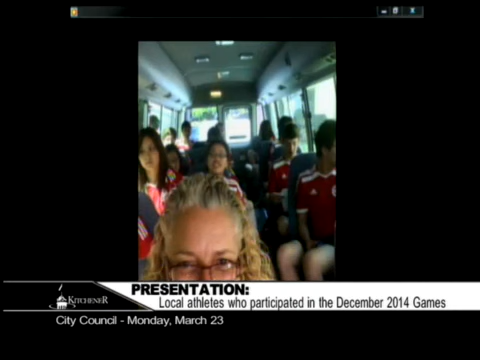 PRESENTATION:
Local athletes who participated in the December 2014 Games
KITCHENER
City Council - Monday, March 23